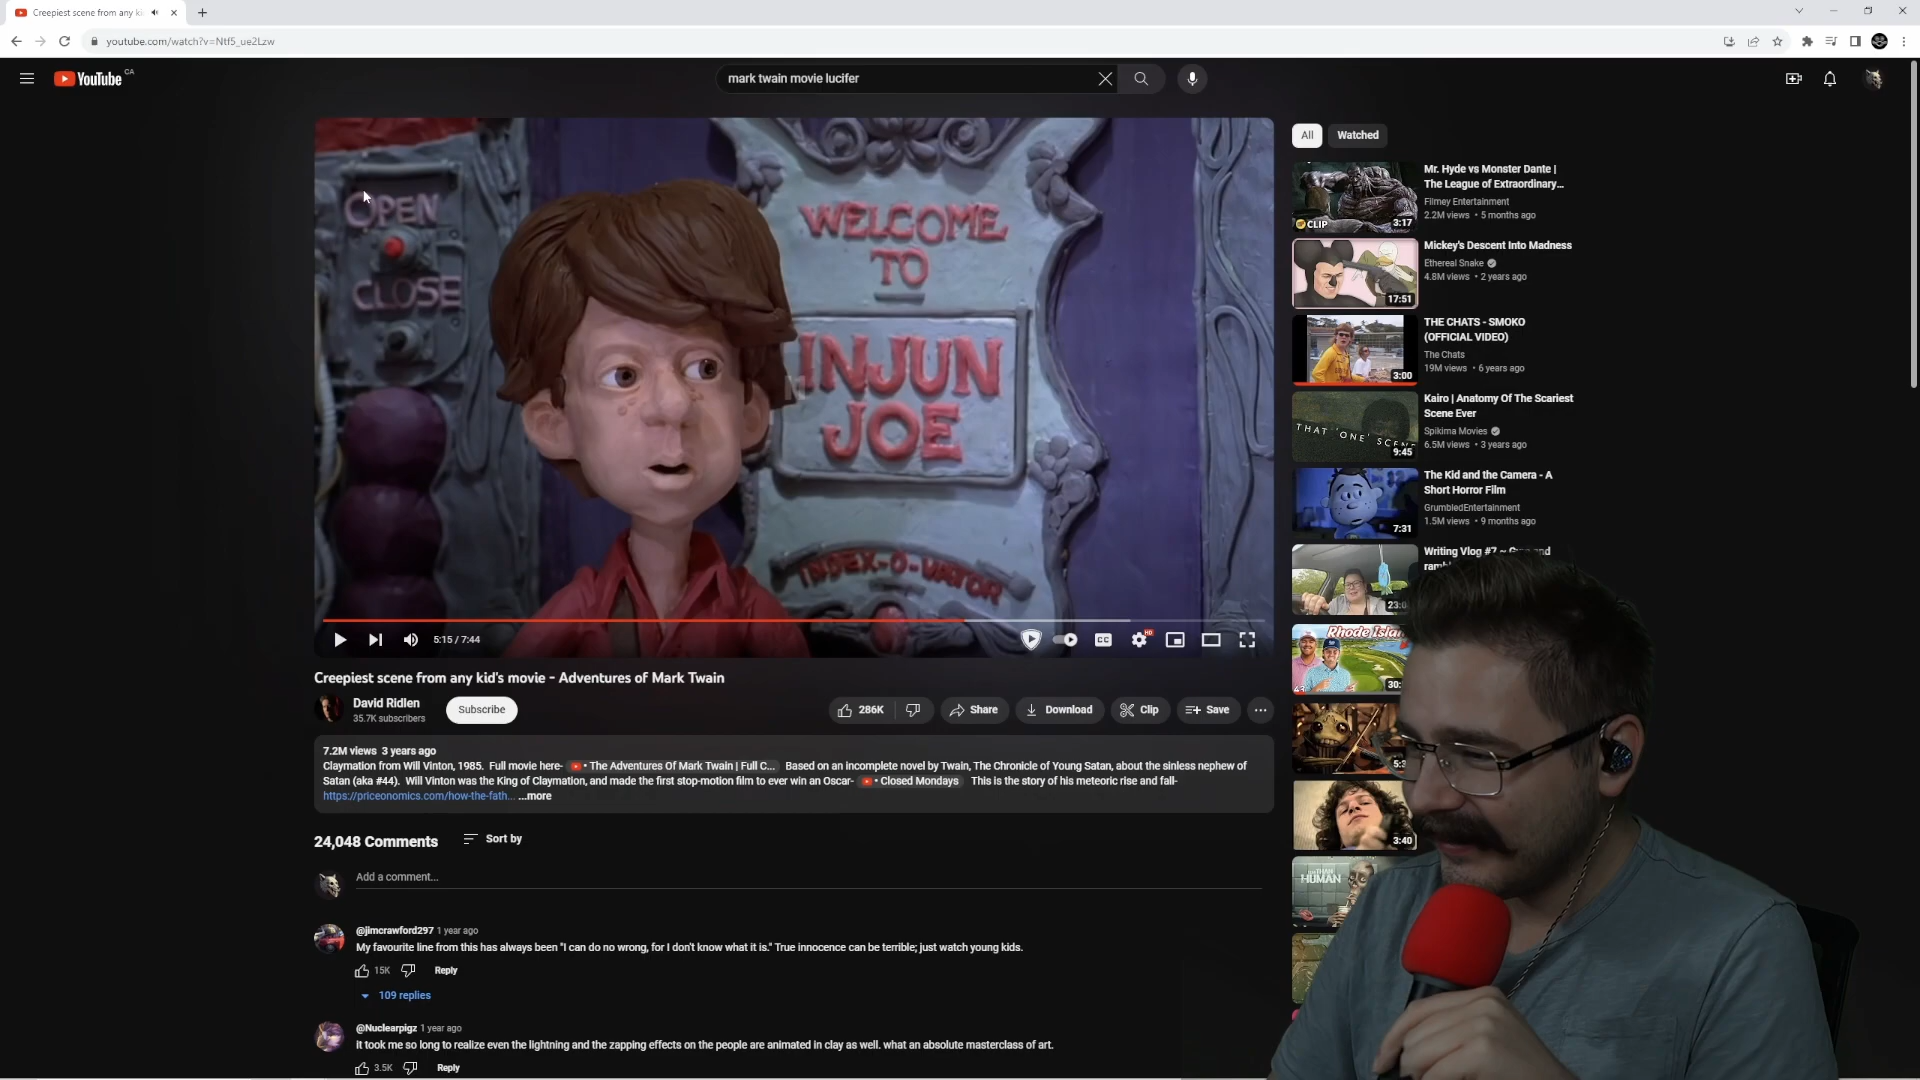 Creepiest scene from any ki
youtube.com/watch?v=Ntf5_ue2Lzw
YouTube CA
mark twain movie lucifer
OPEN
CLOSE
WELCOME
TO
INJUN
JOE
INDEX-O-VATOR
5:15 / 7:44
CC
HD
Creepiest scene from any kid's movie - Adventures of Mark Twain
David Ridlen
35.7K subscribers
Subscribe
286K
Share
Download
Clip
Save
7.2M views 3 years ago
Claymation from Will Vinton, 1985. Full movie here- • The Adventures Of Mark Twain | Full C... Based on an incomplete novel by Twain, The Chronicle of Young Satan, about the sinless nephew of
Satan (aka #44). Will Vinton was the King of Claymation, and made the first stop-motion film to ever win an Oscar- • Closed Mondays This is the story of his meteoric rise and fall-
https://priceonomics.com/how-the-fath... ...more
24,048 Comments
Sort by
Add a comment...
@jimcrawford297 1 year ago
My favourite line from this has always been "I can do no wrong, for I don't know what it is." True innocence can be terrible; just watch young kids.
15K
Reply
109 replies
@Nuclearpigz 1 year ago
It took me so long to realize even the lightning and the zapping effects on the people are animated in clay as well. what an absolute masterclass of art.
3.5K
Reply
All
Watched
CLIP
3:17
Mr. Hyde vs Monster Dante |
The League of Extraordinary...
Filmey Entertainment
2.2M views • 5 months ago
17:51
Mickey's Descent Into Madness
Ethereal Snake
4.8M views • 2 years ago
3:00
THE CHATS - SMOKO
(OFFICIAL VIDEO)
The Chats
19M views • 6 years ago
THAT 'ONE' SCENE
9:45
Kairo | Anatomy Of The Scariest
Scene Ever
Spikima Movies
6.5M views • 3 years ago
7:31
The Kid and the Camera - A
Short Horror Film
GrumbledEntertainment
1.5M views • 9 months ago
Writing Vlog #7 ~
23:
Rhode Islan
30:
5:3
3:40
HUMAN